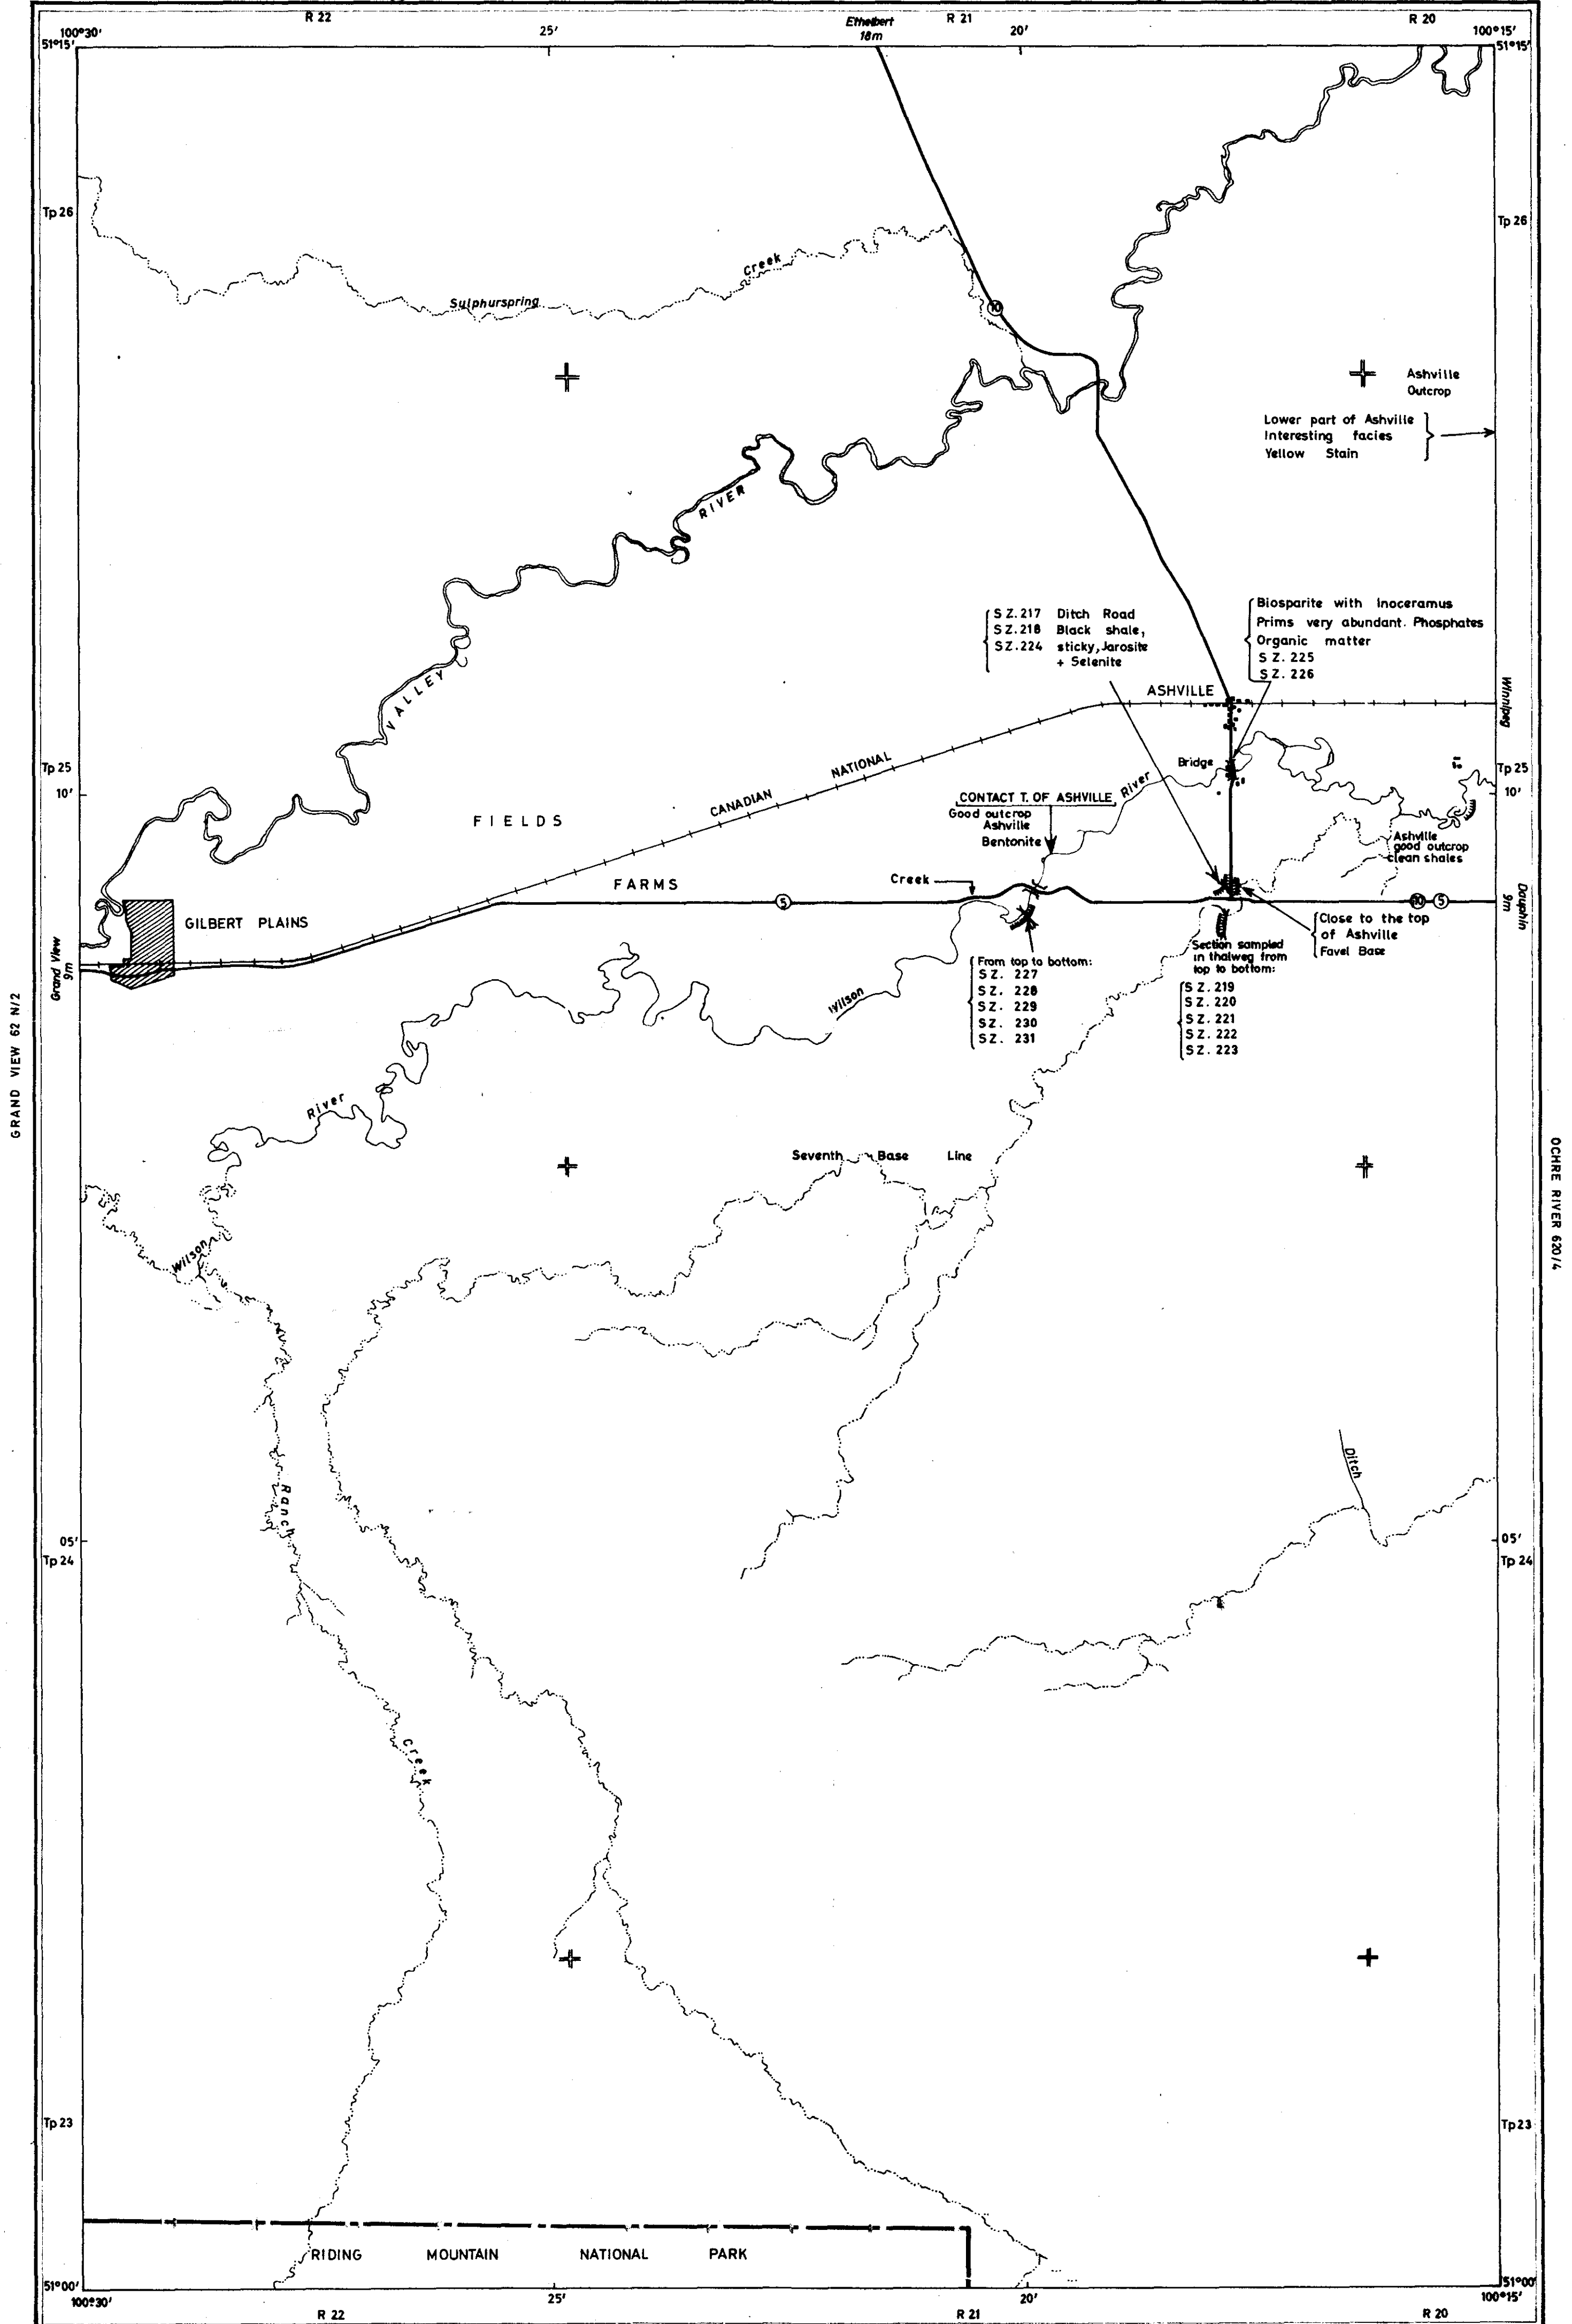 R 22
Ethelbert
18m
R 21
R 20
100°30'
25'
20'
100°15'
51°15'
51°15'
Tp 26
Tp 26
Sulphurspring Creek
10
Ashville
Outcrop
Lower part of Ashville
Interesting facies
Yellow Stain
VALLEY RIVER
SZ.217 Ditch Road
SZ.218 Black shale,
SZ.224 sticky, Jarosite
+ Selenite
Biosparite with Inoceramus
Prims very abundant. Phosphates
Organic matter
SZ.225
SZ.226
ASHVILLE
Winnipeg
CANADIAN NATIONAL
Bridge
River
Tp 25
Tp 25
10'
10'
CONTACT T. OF ASHVILLE
Good outcrop
Ashville
Bentonite
FIELDS
Ashville
good outcrop
clean shales
FARMS
Creek
5
10
5
Dauphin
9m
GILBERT PLAINS
Grand View
9m
Close to the top
of Ashville
Favel Base
Section sampled
in thalweg from
top to bottom:
SZ.219
SZ.220
SZ.221
SZ.222
SZ.223
From top to bottom:
SZ. 227
SZ. 228
SZ. 229
SZ. 230
SZ. 231
Wilson
River
GRAND VIEW 62 N/2
OCHRE RIVER 620/4
Seventh Base Line
Wilson
Ranch
Creek
Ditch
05'
05'
Tp 24
Tp 24
Tp 23
Tp 23
RIDING MOUNTAIN NATIONAL PARK
51°00'
51°00'
100°30'
25'
20'
100°15'
R 22
R 21
R 20